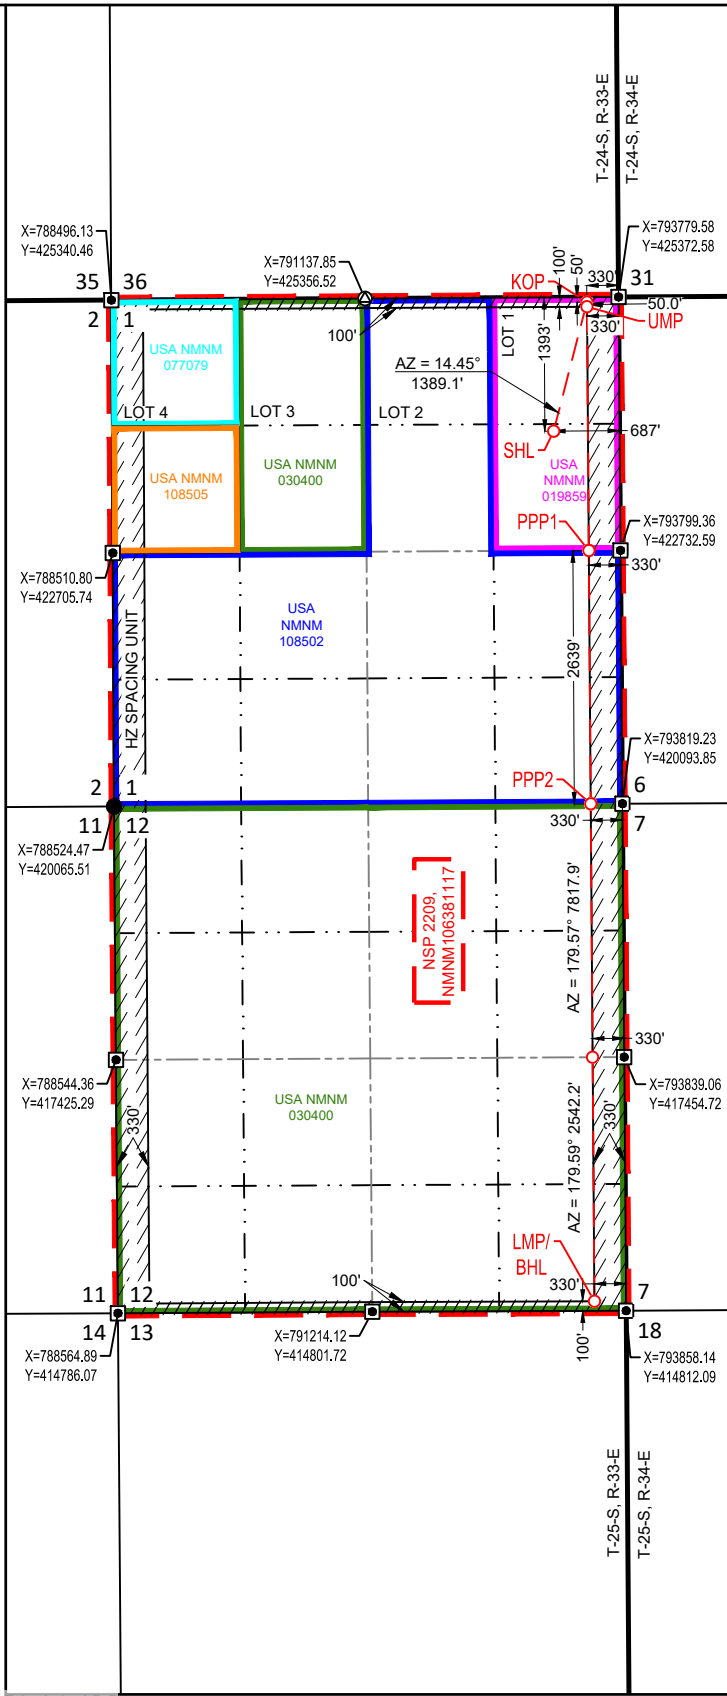 T-24-S, R-33-E
T-24-S, R-34-E
X=788496.13
Y=425340.46
X=791137.85
Y=425356.52
X=793779.58
Y=425372.58
35
36
31
2
1
KOP
100'
50'
330'
50.0'
UMP
330'
100'
USA NMNM
077079
LOT 4
LOT 3
LOT 2
LOT 1
AZ = 14.45°
1389.1'
1393'
SHL
687'
USA NMNM
108505
USA NMNM
030400
USA
NMNM
019859
PPP1
X=793799.36
Y=422732.59
330'
X=788510.80
Y=422705.74
HZ SPACING UNIT
USA
NMNM
108502
2639'
X=793819.23
Y=420093.85
PPP2
2
1
6
11
12
330'
7
X=788524.47
Y=420065.51
NSP 2209,
NMNM106381117
AZ = 179.57° 7817.9'
330'
X=788544.36
Y=417425.29
X=793839.06
Y=417454.72
USA NMNM
030400
330'
AZ = 179.59° 2542.2'
330'
LMP/
BHL
330'
100'
11
12
7
14
13
18
100'
X=788564.89
Y=414786.07
X=791214.12
Y=414801.72
X=793858.14
Y=414812.09
T-25-S, R-33-E
T-25-S, R-34-E